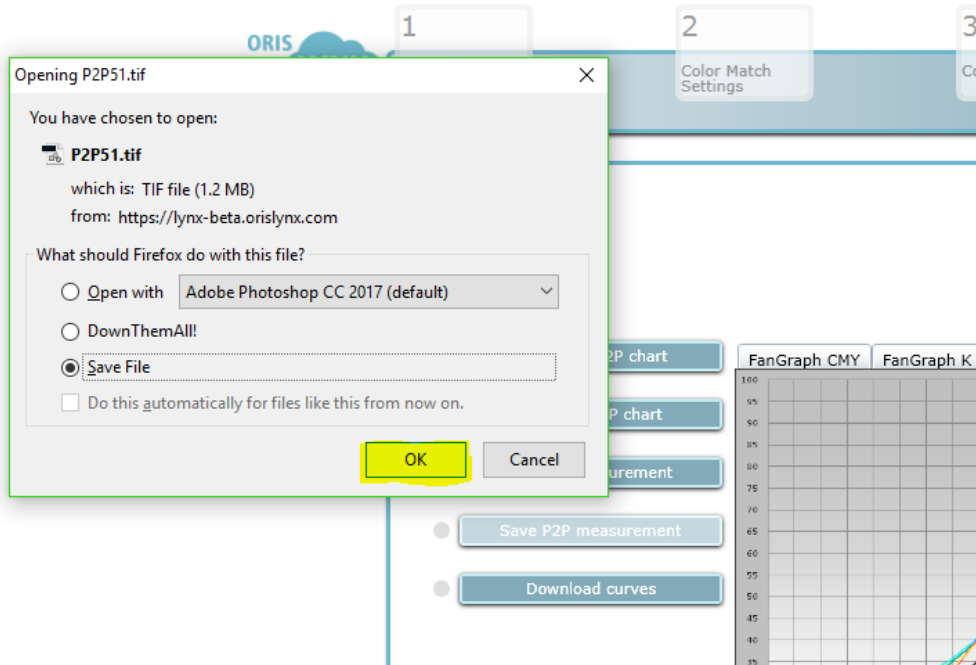 1
2
3
ORIS
Color Match
Settings
Opening P2P51.tif
You have chosen to open:
P2P51.tif
which is: TIF file (1.2 MB)
from: https://lynx-beta.orislynx.com
What should Firefox do with this file?
Open with Adobe Photoshop CC 2017 (default)
DownThemAll!
Save File
Do this automatically for files like this from now on.
OK Cancel
2P chart
P chart
urement
Save P2P measurement
Download curves
FanGraph CMY FanGraph K
100
95
90
85
80
75
70
65
60
55
50
45
40
35